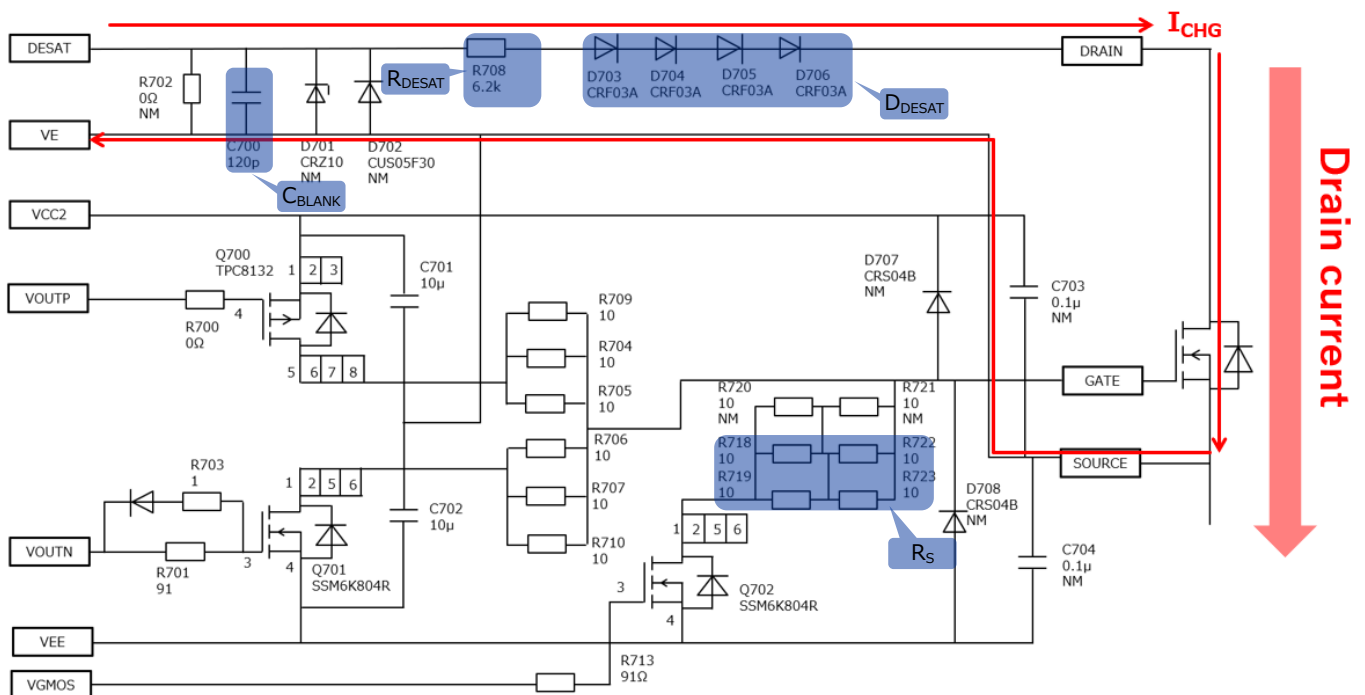 I_CHG
DESAT
DRAIN
R702
0Ω
NM
R_DESAT
R708
6.2k
D703
CRF03A
D704
CRF03A
D705
CRF03A
D706
CRF03A
D_DESAT
VE
C700
120p
D701
CRZ10
NM
D702
CUS05F30
NM
C_BLANK
Drain current
VCC2
Q700
TPC8132
1 2 3
C701
10µ
D707
CRS04B
NM
C703
0.1µ
NM
VOUTP
R700
0Ω
4
5 6 7 8
R709
10
R704
10
R705
10
GATE
R720
10
NM
R721
10
NM
R706
10
R718
10
R722
10
SOURCE
R703
1
1 2 5 6
R707
10
R719
10
R723
10
C702
10µ
D708
CRS04B
NM
1 2 5 6
R_S
VOUTN
R701
91
3
4
Q701
SSM6K804R
R710
10
C704
0.1µ
NM
3
4
Q702
SSM6K804R
VEE
R713
91Ω
VGMOS